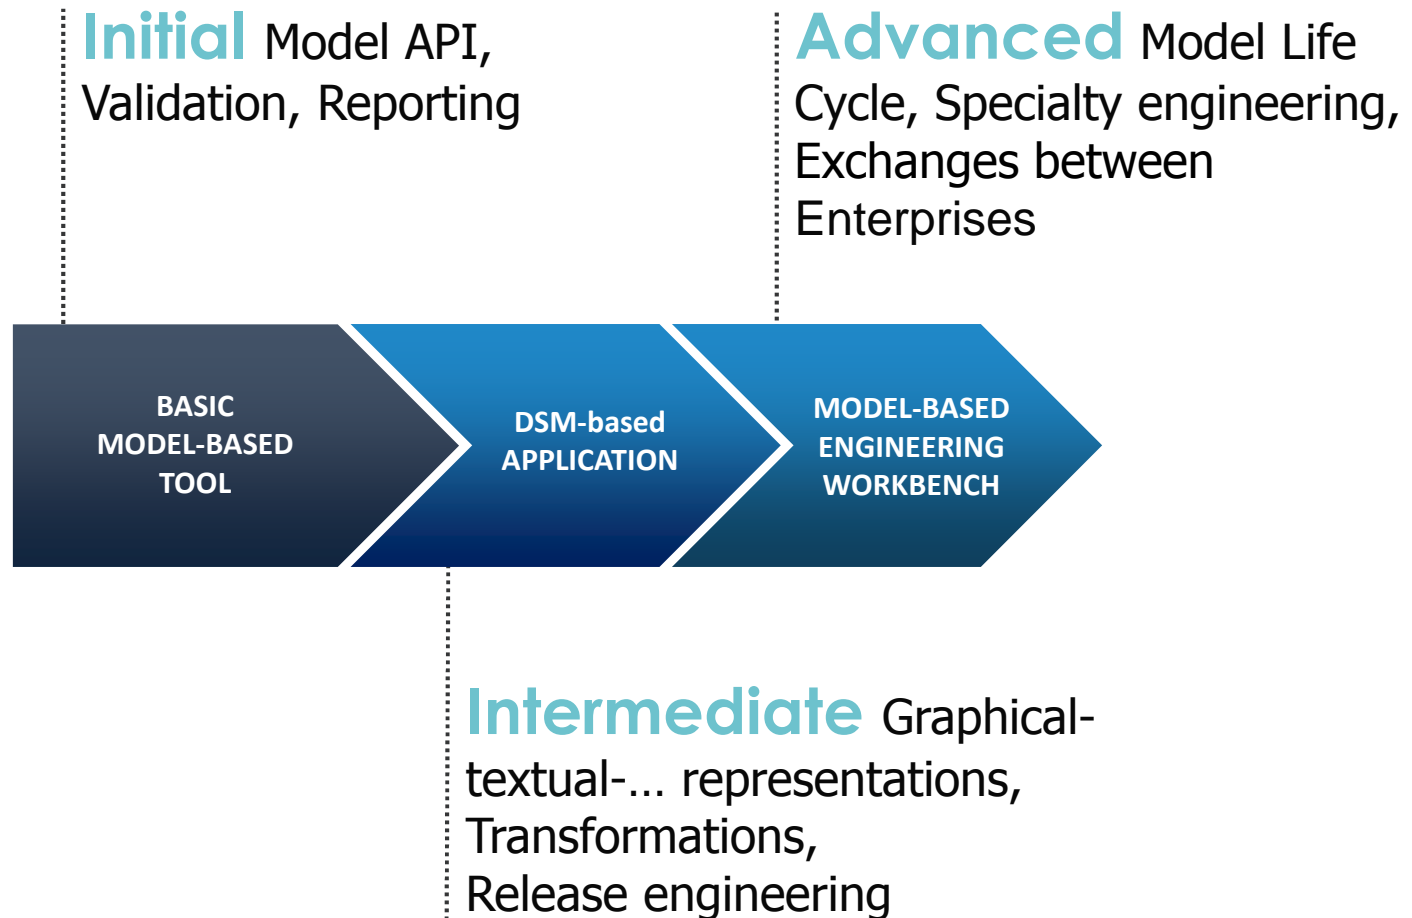 Initial Model API,
Validation, Reporting
Advanced Model Life
Cycle, Specialty engineering,
Exchanges between
Enterprises
BASIC
MODEL-BASED
TOOL
DSM-based
APPLICATION
MODEL-BASED
ENGINEERING
WORKBENCH
Intermediate Graphical-
textual-... representations,
Transformations,
Release engineering